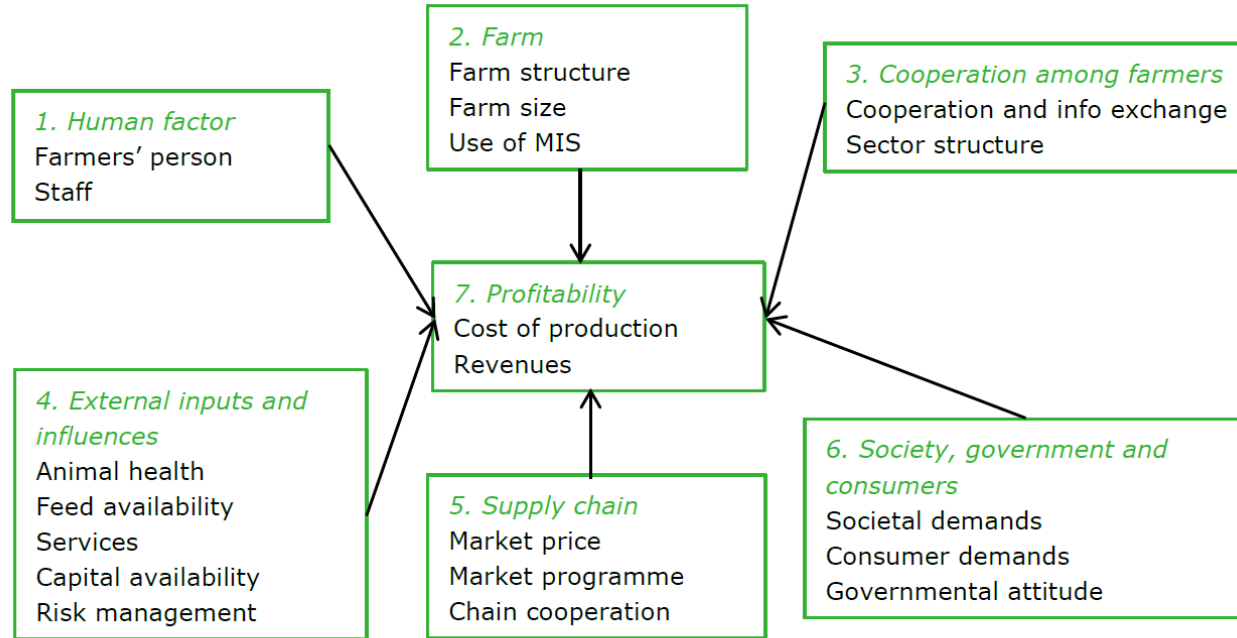 1. Human factor
Farmers’ person
Staff
2. Farm
Farm structure
Farm size
Use of MIS
3. Cooperation among farmers
Cooperation and info exchange
Sector structure
4. External inputs and
influences
Animal health
Feed availability
Services
Capital availability
Risk management
5. Supply chain
Market price
Market programme
Chain cooperation
6. Society, government and
consumers
Societal demands
Consumer demands
Governmental attitude
7. Profitability
Cost of production
Revenues